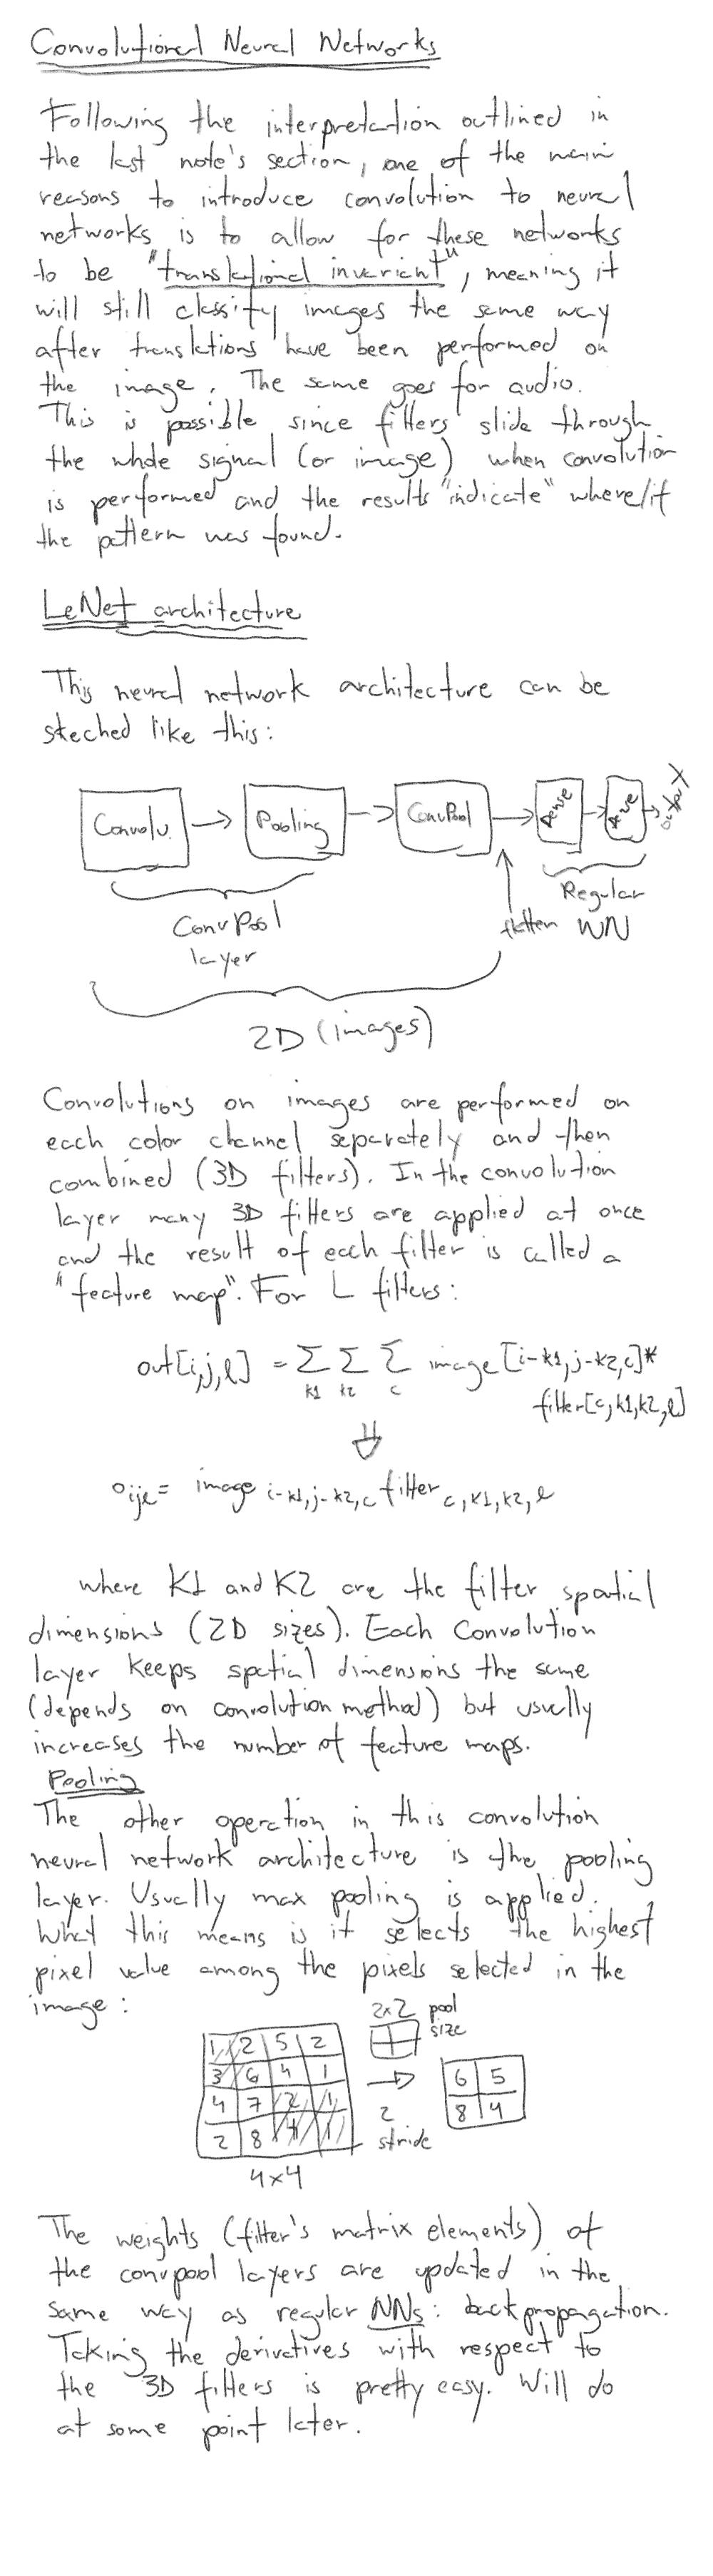 Convolutional Neural Networks
Following the interpretation outlined in
the last note's section, one of the main
reasons to introduce convolution to neural
networks is to allow for these networks
to be "translational invariant", meaning it
will still classify images the same way
after translations have been performed on
the image. The same goes for audio.
This is possible since filters slide through
the whole signal (or image) when convolution
is performed and the results "indicate" where/if
the pattern was found.
LeNet architecture
This neural network architecture can be
steched like this:
Convolu. → Pooling → ConvPool → dense → dense → output
ConvPool
layer
flatten
Regular
NN
2D (images)
Convolutions on images are performed on
each color channel separately and then
combined (3D filters). In the convolution
layer many 3D filters are applied at once
and the result of each filter is called a
"feature map". For L filters:
out[i,j,l] = Σ Σ Σ image[i-k1,j-k2,c]*
k1 k2 c
filter[c,k1,k2,l]
⇓
o_ijl = image_i-k1,j-k2,c filter_c,k1,k2,l
where K1 and K2 are the filter spatial
dimensions (2D sizes). Each Convolution
layer keeps spatial dimensions the same
(depends on convolution method) but usually
increases the number of feature maps.
Pooling
The other operation in this convolution
neural network architecture is the pooling
layer. Usually max pooling is applied.
What this means is it selects the highest
pixel value among the pixels selected in the
image:
2x2 pool
size
1 2 5 2
3 6 4 1
4 7 2 1
2 8 4 1
→
2
stride
6 5
8 4
4x4
The weights (filter's matrix elements) of
the convpool layers are updated in the
same way as regular NNs: backpropagation.
Taking the derivatives with respect to
the 3D filters is pretty easy. Will do
at some point later.